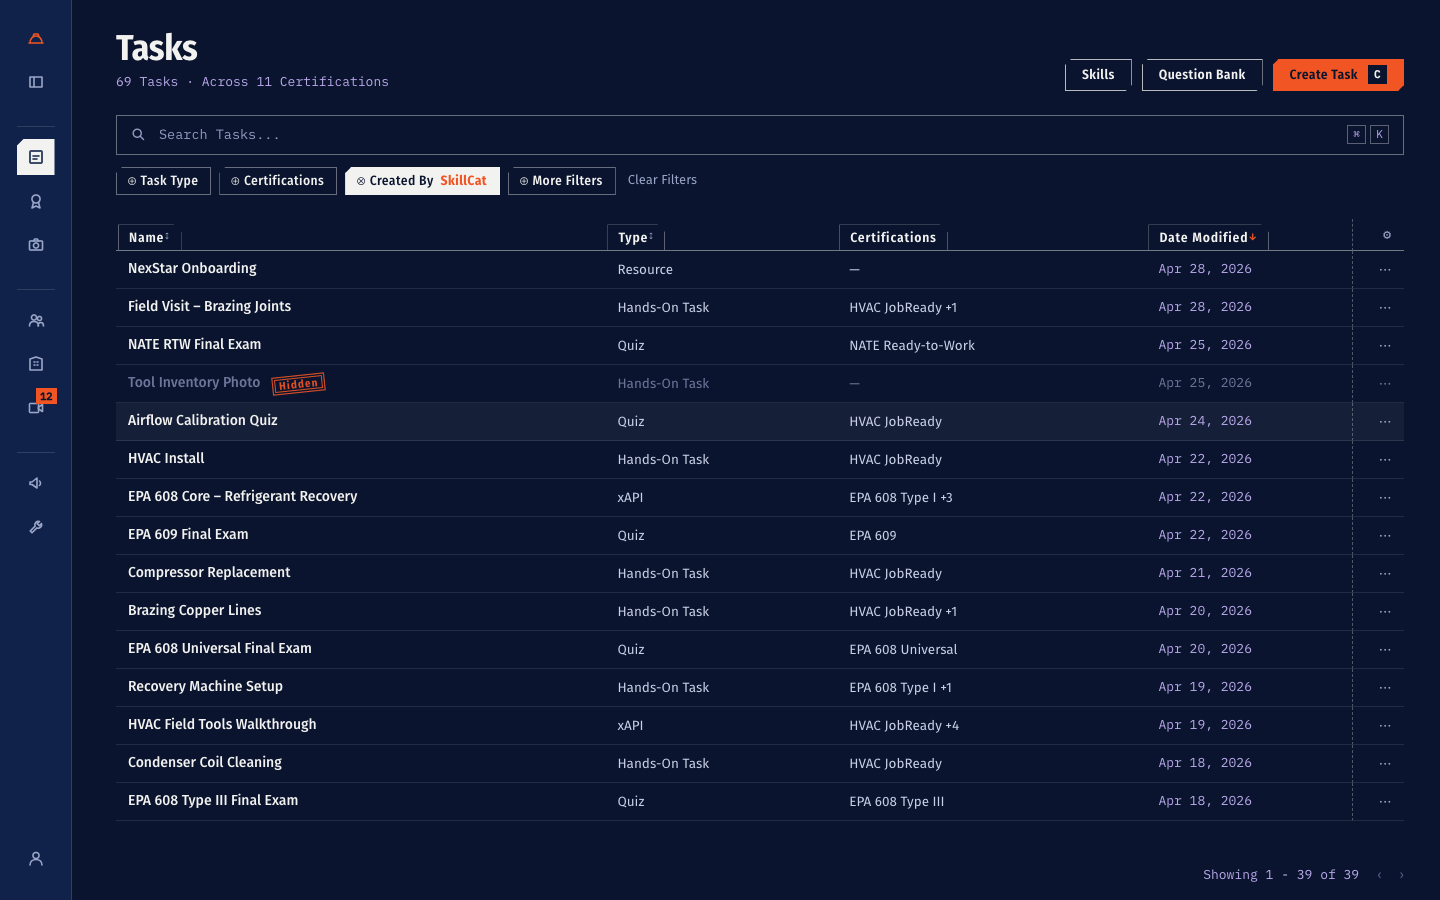 Tasks
69 Tasks · Across 11 Certifications
Skills
Question Bank
Create Task C
Search Tasks...
⌘ K
Task Type
Certifications
Created By SkillCat
More Filters
Clear Filters
Name Type Certifications Date Modified
NexStar Onboarding Resource — Apr 28, 2026
Field Visit – Brazing Joints Hands-On Task HVAC JobReady +1 Apr 28, 2026
NATE RTW Final Exam Quiz NATE Ready-to-Work Apr 25, 2026
Tool Inventory Photo Hidden Hands-On Task — Apr 25, 2026
12
Airflow Calibration Quiz Quiz HVAC JobReady Apr 24, 2026
HVAC Install Hands-On Task HVAC JobReady Apr 22, 2026
EPA 608 Core – Refrigerant Recovery xAPI EPA 608 Type I +3 Apr 22, 2026
EPA 609 Final Exam Quiz EPA 609 Apr 22, 2026
Compressor Replacement Hands-On Task HVAC JobReady Apr 21, 2026
Brazing Copper Lines Hands-On Task HVAC JobReady +1 Apr 20, 2026
EPA 608 Universal Final Exam Quiz EPA 608 Universal Apr 20, 2026
Recovery Machine Setup Hands-On Task EPA 608 Type I +1 Apr 19, 2026
HVAC Field Tools Walkthrough xAPI HVAC JobReady +4 Apr 19, 2026
Condenser Coil Cleaning Hands-On Task HVAC JobReady Apr 18, 2026
EPA 608 Type III Final Exam Quiz EPA 608 Type III Apr 18, 2026
Showing 1 - 39 of 39 ‹ ›